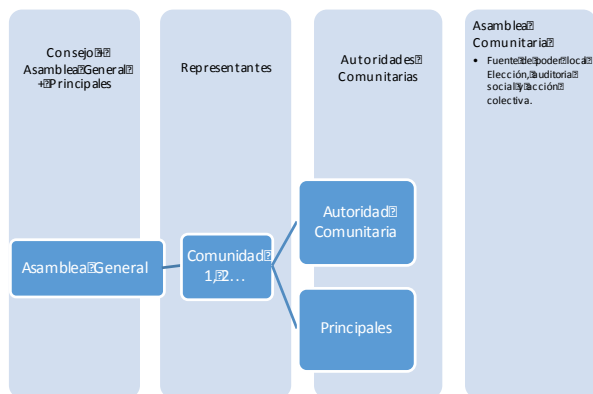 Consejo +
Asamblea General
+ Principales
Representantes
Autoridades
Comunitarias
Asamblea
Comunitaria
• Fuente de poder local
Elección, auditoria
social y acción
colectiva.
Asamblea General
Comunidad
1, 2...
Autoridad
Comunitaria
Principales